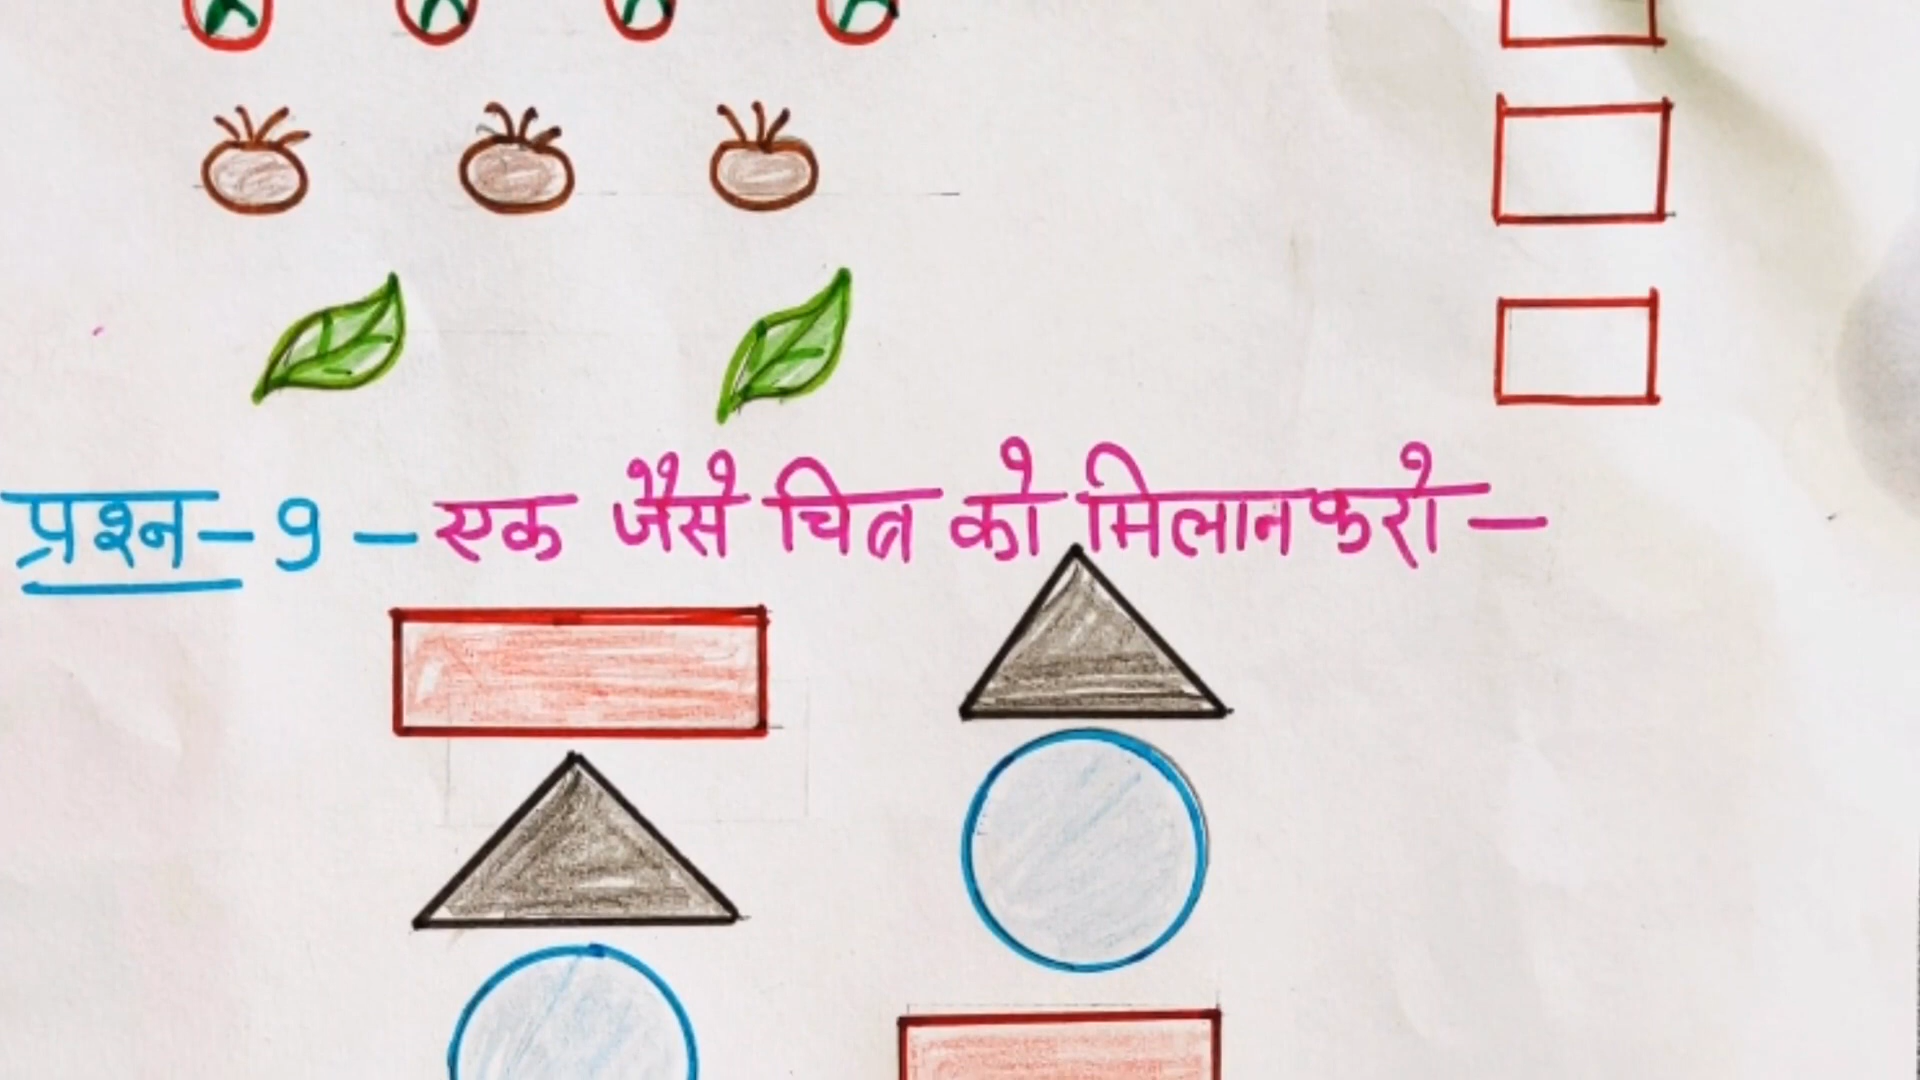 प्रश्न-9-एक जैसे चित्र को मिलान करो-